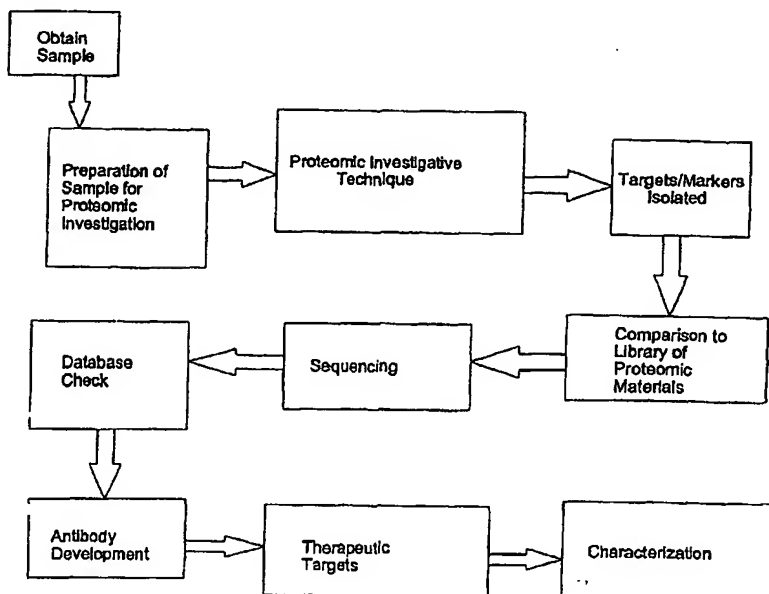 Obtain
Sample
Preparation of
Sample for
Proteomic
Investigation
Proteomic Investigative
Technique
Targets/Markers
Isolated
Comparison to
Library of
Proteomic
Materials
Sequencing
Database
Check
Antibody
Development
Therapeutic
Targets
Characterization